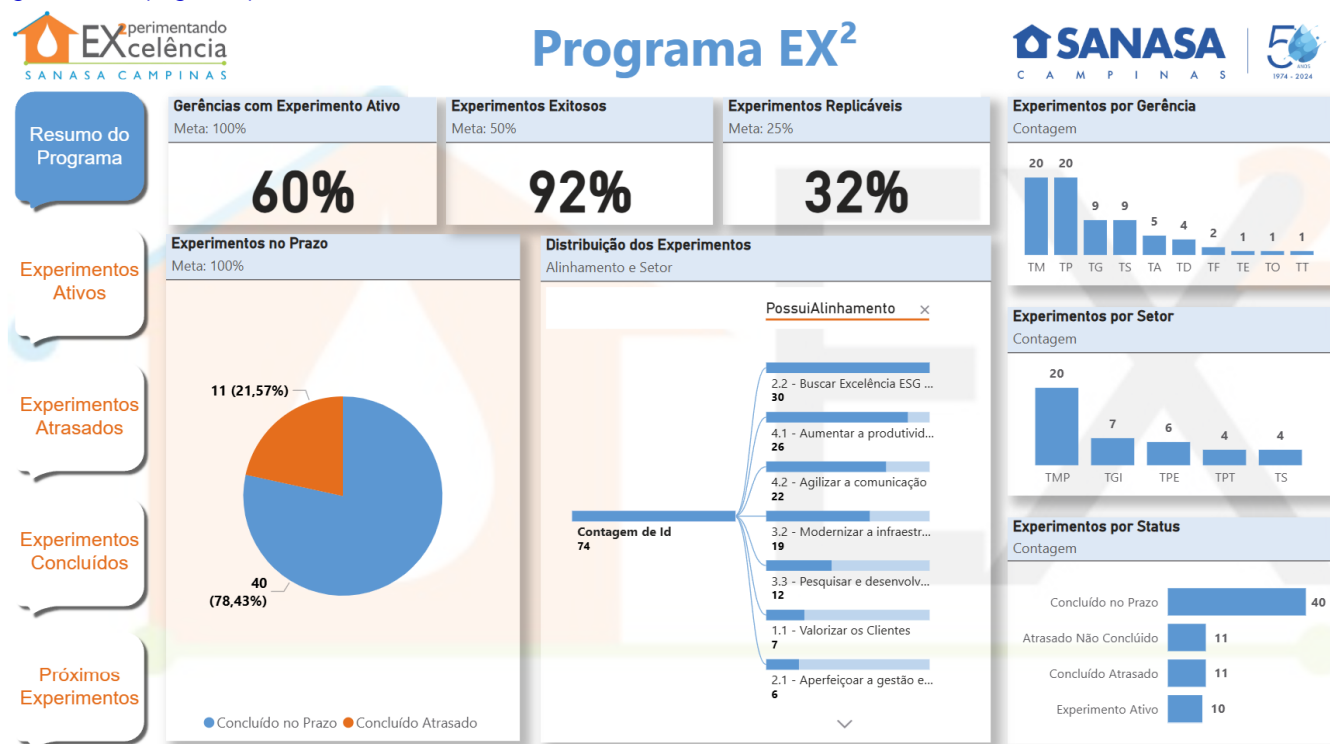 EXperimentando
EXcelência
SANASA CAMPINAS
Programa EX²
SANASA
CAMPINAS
50
ANOS
1974 - 2024
Resumo do
Programa
Experimentos
Ativos
Experimentos
Atrasados
Experimentos
Concluídos
Próximos
Experimentos
Gerências com Experimento Ativo
Meta: 100%
60%
Experimentos Exitosos
Meta: 50%
92%
Experimentos Replicáveis
Meta: 25%
32%
Experimentos no Prazo
Meta: 100%
11 (21,57%)
40
(78,43%)
Concluído no Prazo Concluído Atrasado
Distribuição dos Experimentos
Alinhamento e Setor
PossuiAlinhamento ×
Contagem de Id
74
2.2 - Buscar Excelência ESG ...
30
4.1 - Aumentar a produtivid...
26
4.2 - Agilizar a comunicação
22
3.2 - Modernizar a infraestr...
19
3.3 - Pesquisar e desenvolv...
12
1.1 - Valorizar os Clientes
7
2.1 - Aperfeiçoar a gestão e...
6
Experimentos por Gerência
Contagem
20 20 9 9 5 4 2 1 1 1
TM TP TG TS TA TD TF TE TO TT
Experimentos por Setor
Contagem
20 7 6 4 4
TMP TGI TPE TPT TS
Experimentos por Status
Contagem
Concluído no Prazo 40
Atrasado Não Conclúido 11
Concluído Atrasado 11
Experimento Ativo 10